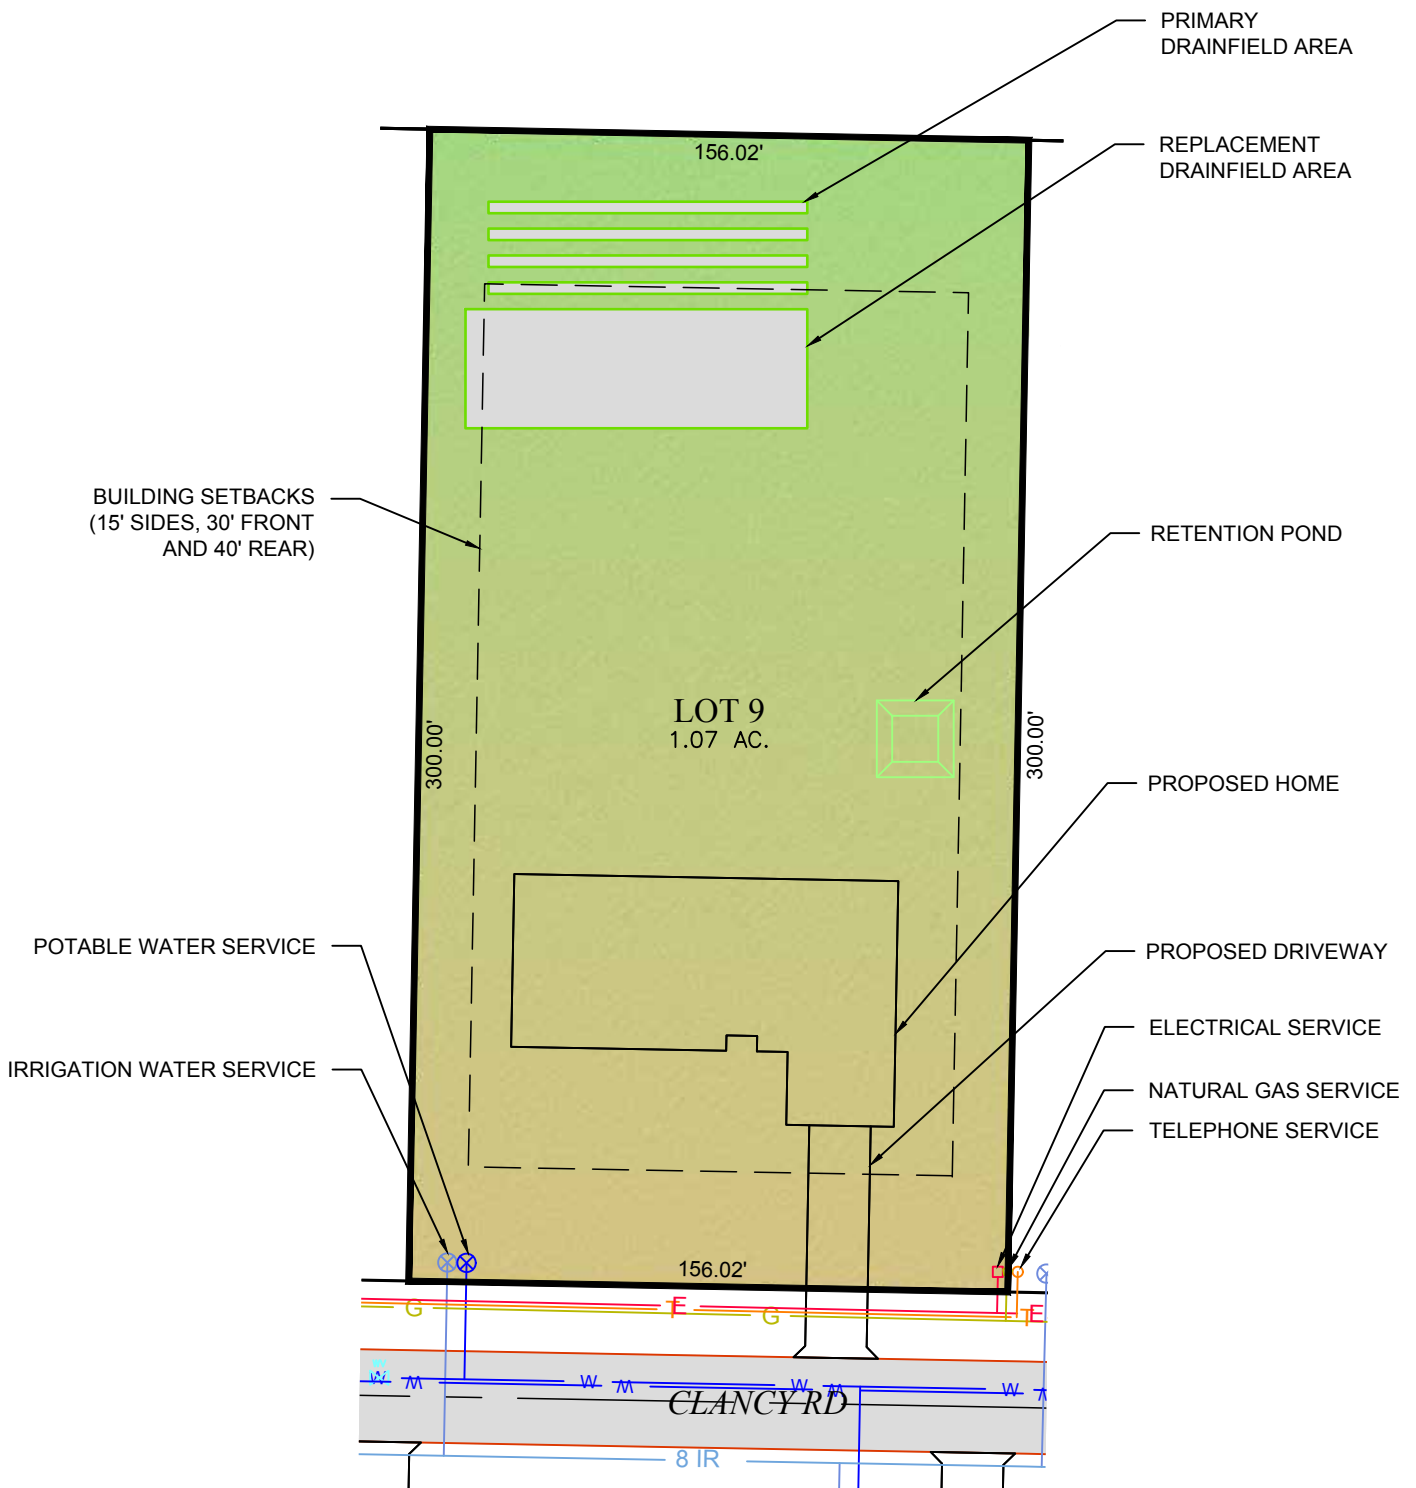 PRIMARY
DRAINFIELD AREA
156.02'
REPLACEMENT
DRAINFIELD AREA
BUILDING SETBACKS
(15' SIDES, 30' FRONT
AND 40' REAR)
RETENTION POND
LOT 9
1.07 AC.
300.00'
300.00'
PROPOSED HOME
POTABLE WATER SERVICE
PROPOSED DRIVEWAY
ELECTRICAL SERVICE
IRRIGATION WATER SERVICE
NATURAL GAS SERVICE
TELEPHONE SERVICE
156.02'
G E T G E T
W W W W W W W
CLANCY RD
8 IR